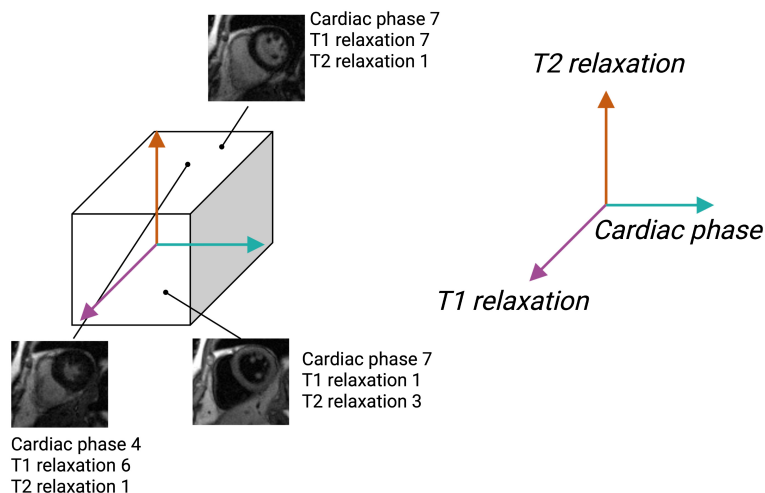 Cardiac phase 7
T1 relaxation 7
T2 relaxation 1
T2 relaxation
Cardiac phase
T1 relaxation
Cardiac phase 7
T1 relaxation 1
T2 relaxation 3
Cardiac phase 4
T1 relaxation 6
T2 relaxation 1